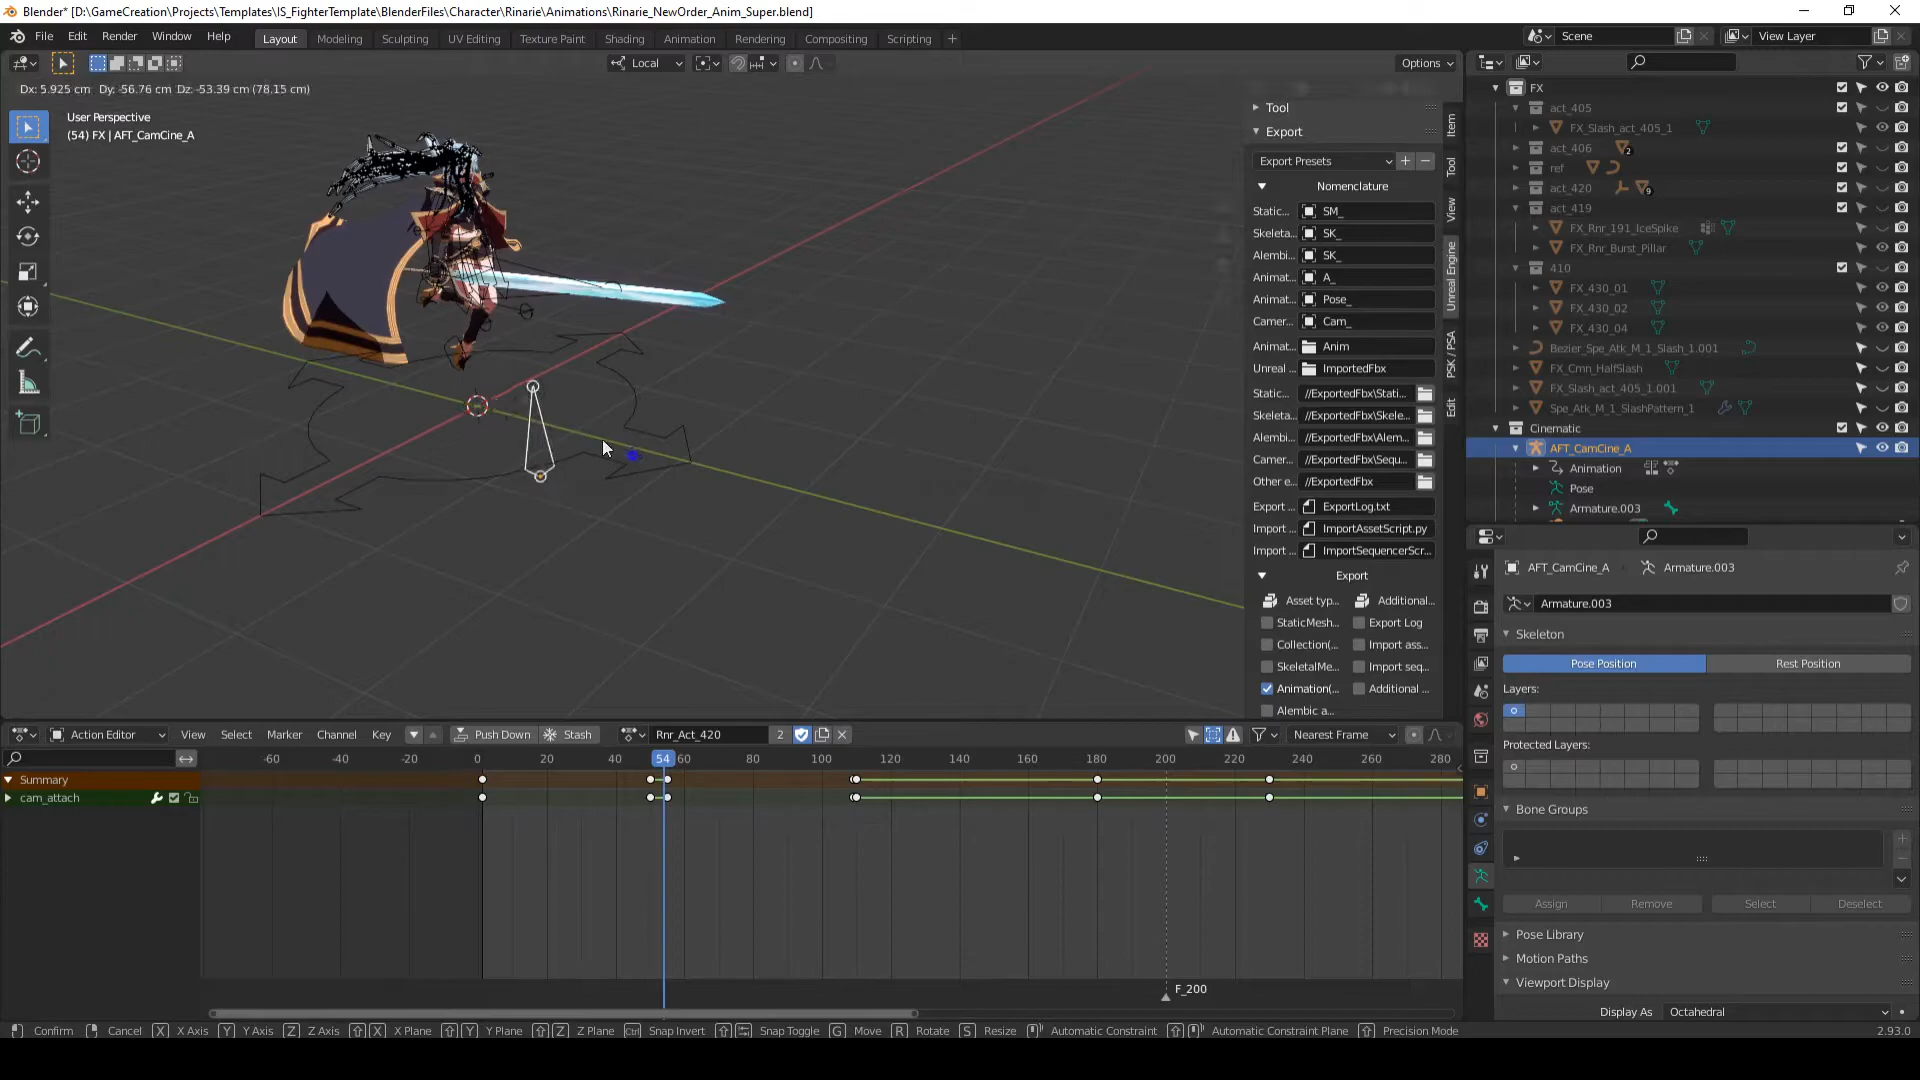 Blender* [D:\GameCreation\Projects\Templates\IS_FighterTemplate\BlenderFiles\Character\Rinarie\Animations\Rinarie_NewOrder_Anim_Super.blend]
File Edit Render Window Help Layout Modeling Sculpting UV Editing Texture Paint Shading Animation Rendering Compositing Scripting + Scene View Layer
Local Options
Dx: 5.925 cm Dy: -56.76 cm Dz: -53.39 cm (78.15 cm)
User Perspective
(54) FX | AFT_CamCine_A
Tool
Export
Export Presets
Nomenclature
Static... SM_
Skeleta... SK_
Alembi... SK_
Animat... A_
Animat... Pose_
Camer... Cam_
Animat... Anim
Unreal ... ImportedFbx
Static... //ExportedFbx\Stati...
Skeleta... //ExportedFbx\Skele...
Alembi... //ExportedFbx\Alem...
Camer... //ExportedFbx\Sequ...
Other e... //ExportedFbx
Export ... ExportLog.txt
Import ... ImportAssetScript.py
Import ... ImportSequencerScr...
Export
Asset typ... Additional...
StaticMesh... Export Log
Collection(... Import ass...
SkeletalMe... Import seq...
Animation(... Additional ...
Alembic a...
Item
Tool
View
Unreal Engine
PSK / PSA
Edit
FX
act_405
FX_Slash_act_405_1
act_406 2
ref
act_420 9
act_419
FX_Rnr_191_IceSpike
FX_Rnr_Burst_Pillar
410
FX_430_01
FX_430_02
FX_430_04
Bezier_Spe_Atk_M_1_Slash_1.001
FX_Cmn_HalfSlash
FX_Slash_act_405_1.001
Spe_Atk_M_1_SlashPattern_1
Cinematic
AFT_CamCine_A
Animation
Pose
Armature.003
AFT_CamCine_A Armature.003
Armature.003
Skeleton
Pose Position Rest Position
Layers:
Protected Layers:
Bone Groups
Assign Remove Select Deselect
Pose Library
Motion Paths
Viewport Display
Display As Octahedral
Action Editor View Select Marker Channel Key Push Down Stash Rnr_Act_420 2 Nearest Frame
-60 -40 -20 0 20 40 54 60 80 100 120 140 160 180 200 220 240 260 280
Summary
cam_attach
F_200
Confirm Cancel X X Axis Y Y Axis Z Z Axis X X Plane Y Y Plane Z Z Plane Ctrl Snap Invert Snap Toggle G Move R Rotate S Resize Automatic Constraint Automatic Constraint Plane Precision Mode 2.93.0